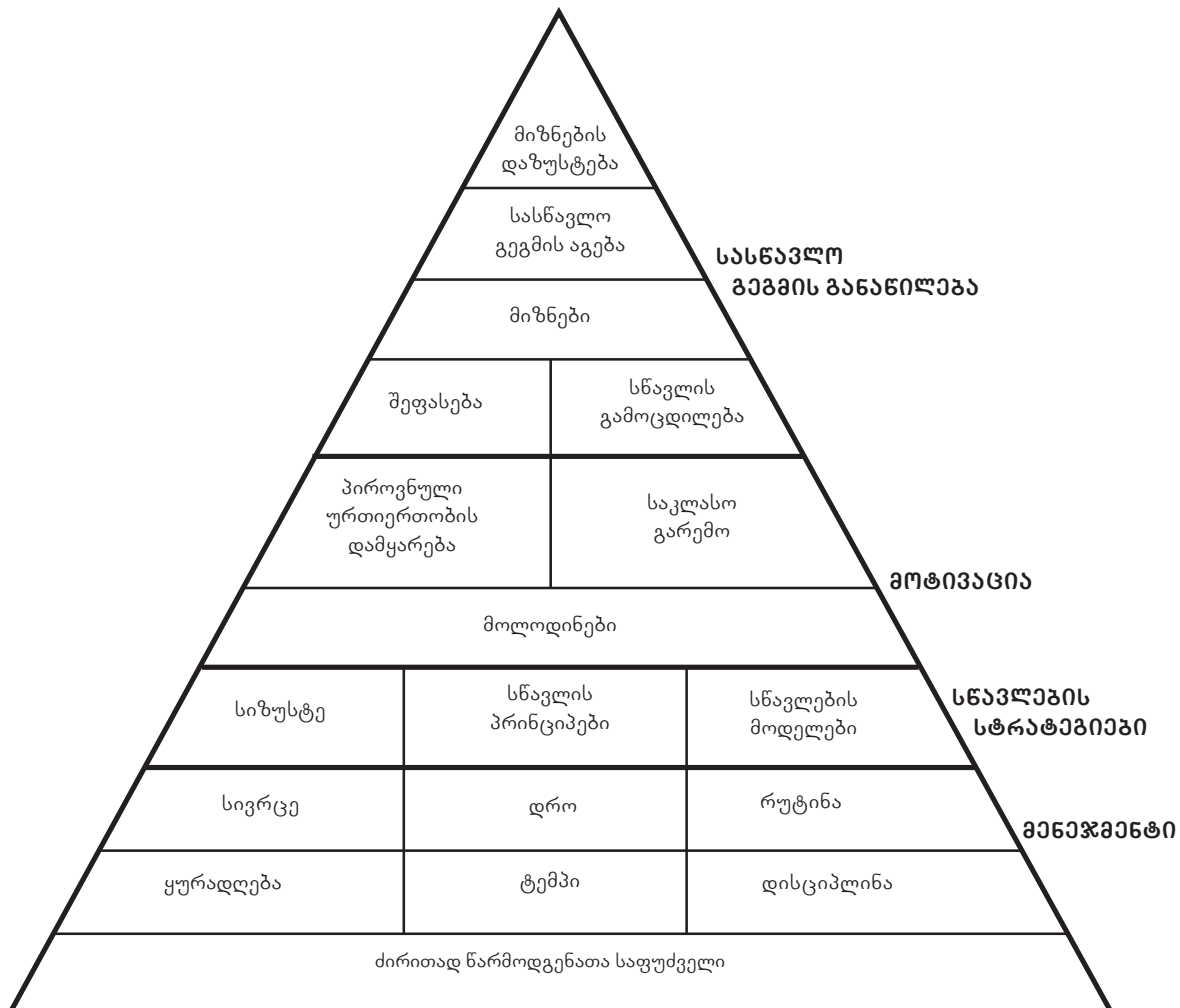 მიზნების
დაზუსტება
სასწავლო
გეგმის აგება
სასწავლო
გეგმის განაწილება
მიზნები
შეფასება
სწავლის
გამოცდილება
პიროვნული
ურთიერთობის
დამყარება
საკლასო
გარემო
მოტივაცია
მოლოდინები
სიზუსტე
სწავლის
პრინციპები
სწავლების
მოდელები
სწავლების
სტრატეგიები
სივრცე
დრო
რუტინა
მენეჯმენტი
ყურადღება
ტემპი
დისციპლინა
ძირითად წარმოდგენათა საფუძველი